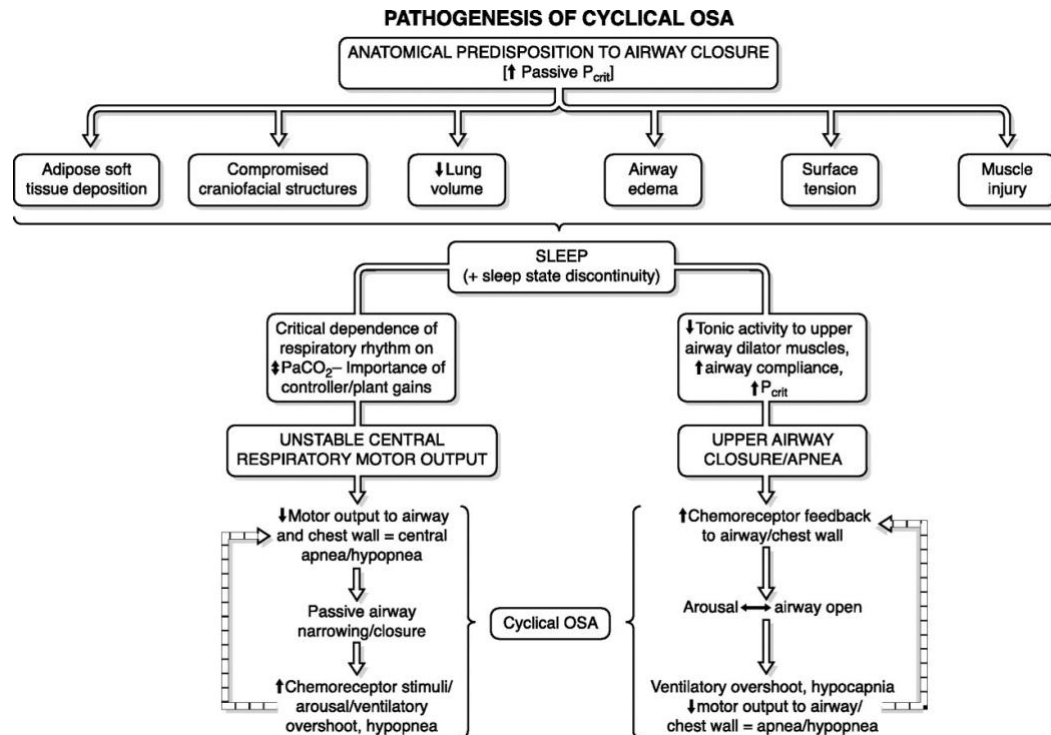 PATHOGENESIS OF CYCLICAL OSA
ANATOMICAL PREDISPOSITION TO AIRWAY CLOSURE
[⬆ Passive Pcrit]
Adipose soft
tissue deposition
Compromised
craniofacial structures
⬇Lung
volume
Airway
edema
Surface
tension
Muscle
injury
SLEEP
(+ sleep state discontinuity)
Critical dependence of
respiratory rhythm on
⬍PaCO2– Importance of
controller/plant gains
⬇Tonic activity to upper
airway dilator muscles,
⬆airway compliance,
⬆Pcrit
UNSTABLE CENTRAL
RESPIRATORY MOTOR OUTPUT
UPPER AIRWAY
CLOSURE/APNEA
⬇Motor output to airway
and chest wall = central
apnea/hypopnea
Passive airway
narrowing/closure
⬆Chemoreceptor stimuli/
arousal/ventilatory
overshoot, hypopnea
Cyclical OSA
⬆Chemoreceptor feedback
to airway/chest wall
Arousal ⟷ airway open
Ventilatory overshoot, hypocapnia
⬇motor output to airway/
chest wall = apnea/hypopnea